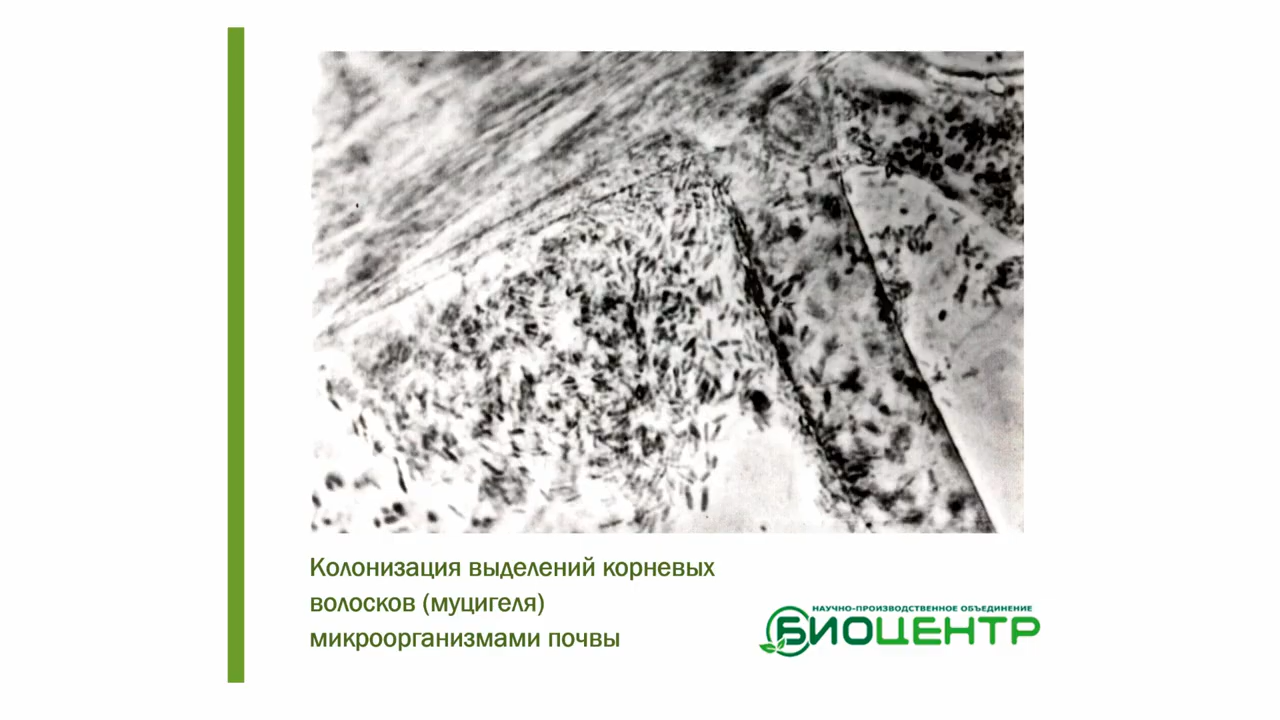 Колонизация выделений корневых
волосков (муцигеля)
микроорганизмами почвы
НАУЧНО-ПРОИЗВОДСТВЕННОЕ ОБЪЕДИНЕНИЕ
БИОЦЕНТР